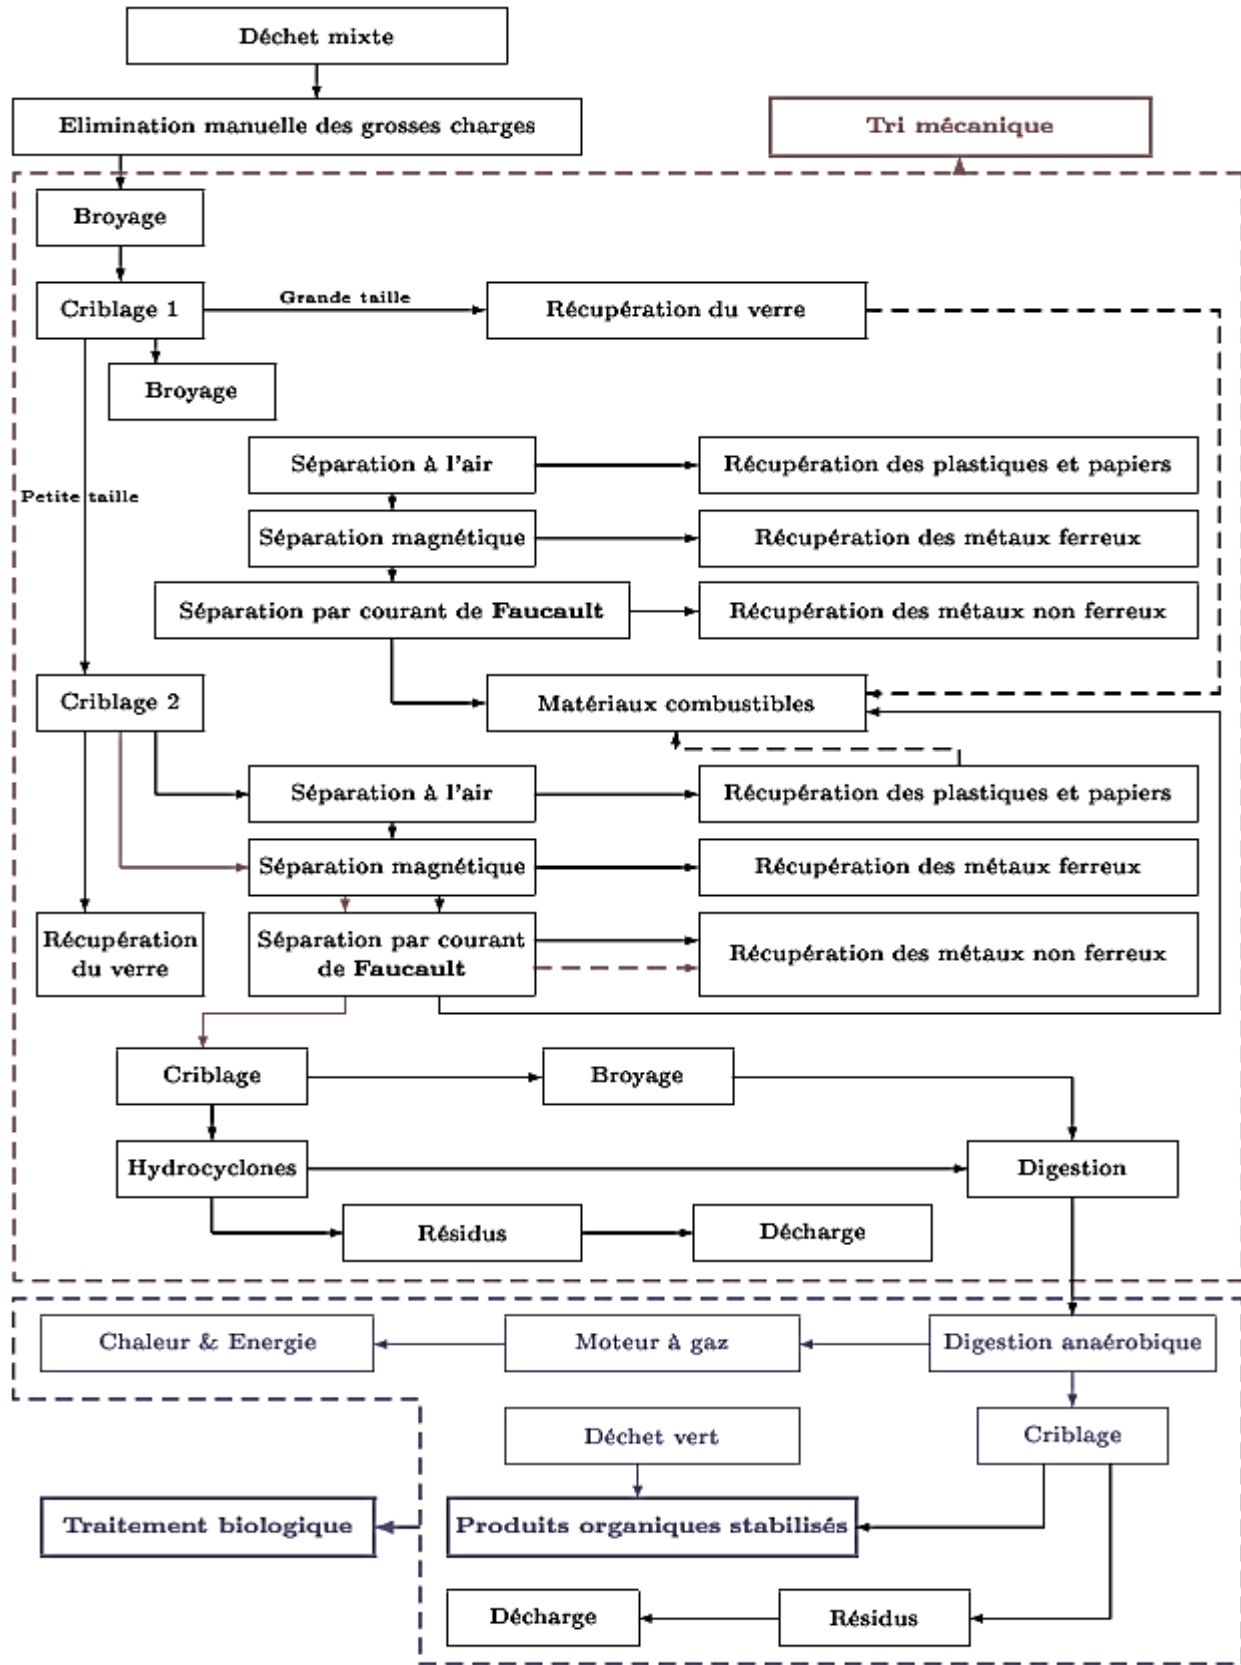 Déchet mixte
Elimination manuelle des grosses charges
Tri mécanique
Broyage
Criblage 1
Grande taille
Récupération du verre
Broyage
Séparation à l'air
Récupération des plastiques et papiers
Petite taille
Séparation magnétique
Récupération des métaux ferreux
Séparation par courant de Faucault
Récupération des métaux non ferreux
Criblage 2
Matériaux combustibles
Séparation à l'air
Récupération des plastiques et papiers
Séparation magnétique
Récupération des métaux ferreux
Récupération
du verre
Séparation par courant
de Faucault
Récupération des métaux non ferreux
Criblage
Broyage
Hydrocyclones
Digestion
Résidus
Décharge
Chaleur & Energie
Moteur à gaz
Digestion anaérobique
Déchet vert
Criblage
Traitement biologique
Produits organiques stabilisés
Décharge
Résidus